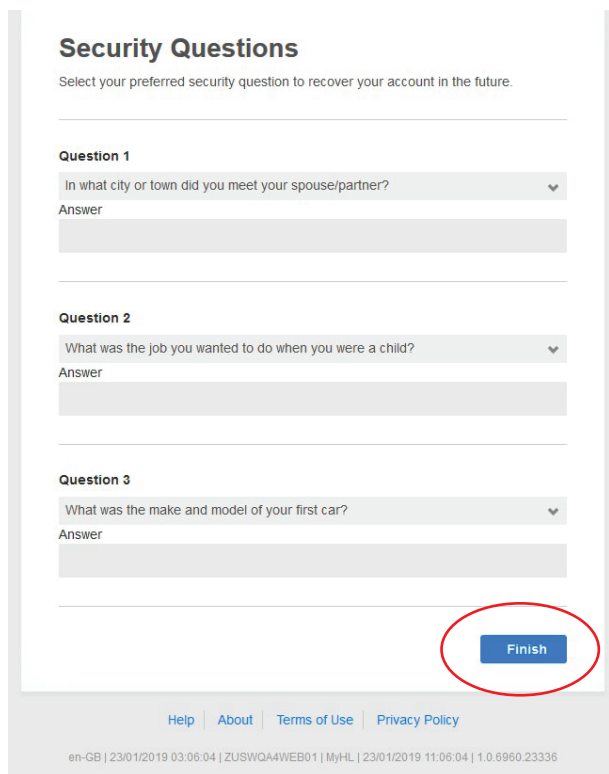 Security Questions
Select your preferred security question to recover your account in the future.
Question 1
In what city or town did you meet your spouse/partner?
Answer
Question 2
What was the job you wanted to do when you were a child?
Answer
Question 3
What was the make and model of your first car?
Answer
Finish
Help | About | Terms of Use | Privacy Policy
en-GB | 23/01/2019 03:06:04 | ZUSWQA4WEB01 | MyHL | 23/01/2019 11:06:04 | 1.0.6960.23336